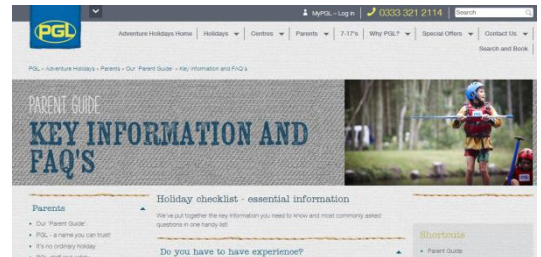 MyPGL - Log in
0333 321 2114
Search
PGL
Adventure Holidays Home
Holidays
Centres
Parents
7-17's
Why PGL?
Special Offers
Contact Us
Search and Book
PGL - Adventure Holidays - Parents - Our 'Parent Guide' - Key information and FAQ's
PARENT GUIDE
KEY INFORMATION AND
FAQ'S
Parents
Our 'Parent Guide'
PGL - a name you can trust!
It's no ordinary holiday
PGL staff and safety
Holiday checklist - essential information
We've put together the key information you need to know and most commonly asked
questions in one handy list!
Do you have to have experience?
Shortcuts
Parent Guide